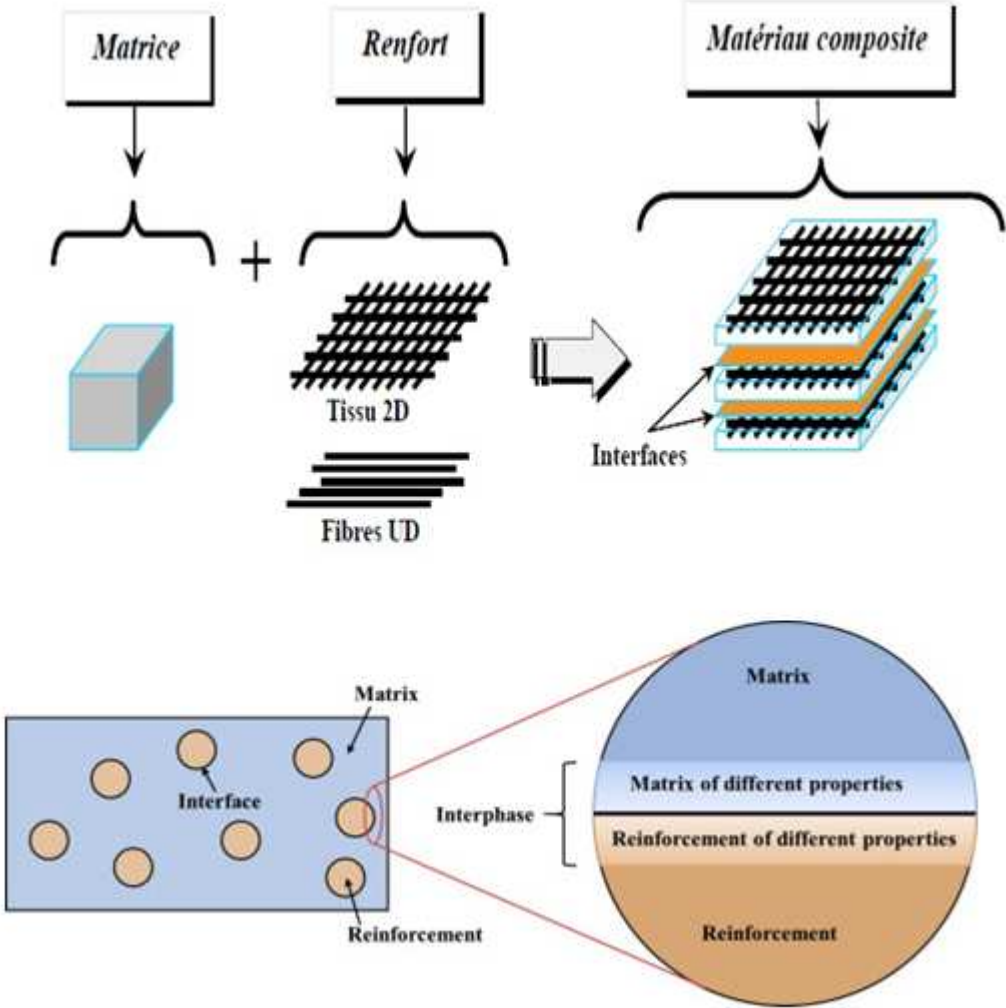 Matrice
Renfort
Matériau composite
+
Tissu 2D
Interfaces
Fibres UD
Matrix
Interface
Reinforcement
Matrix
Interphase
Matrix of different properties
Reinforcement of different properties
Reinforcement